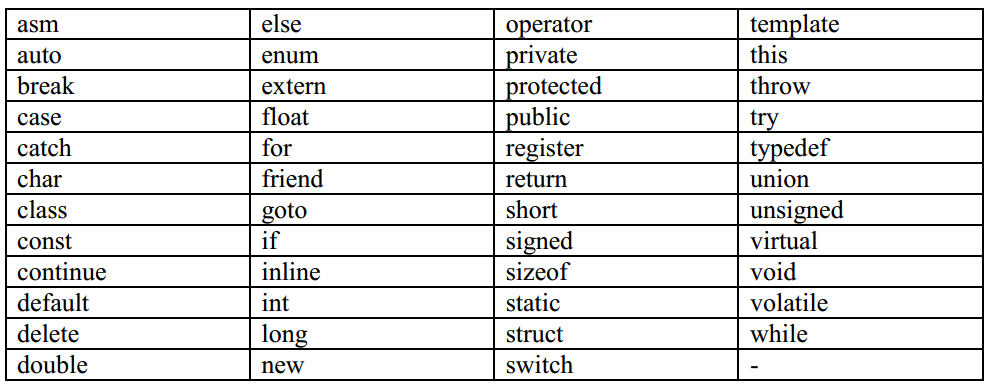 asm else operator template
auto enum private this
break extern protected throw
case float public try
catch for register typedef
char friend return union
class goto short unsigned
const if signed virtual
continue inline sizeof void
default int static volatile
delete long struct while
double new switch -